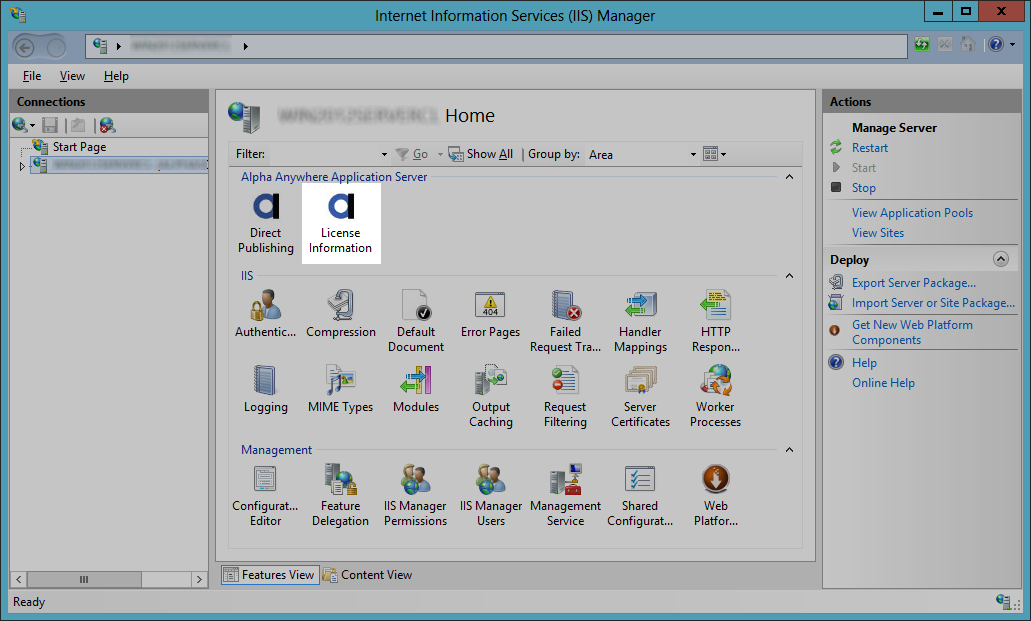 Internet Information Services (IIS) Manager
File View Help
Connections
Start Page
Home
Filter: Go Show All Group by: Area
Alpha Anywhere Application Server
Direct Publishing
License Information
IIS
Authentic...
Compression
Default Document
Error Pages
Failed Request Tra...
Handler Mappings
HTTP Respon...
Logging
MIME Types
Modules
Output Caching
Request Filtering
Server Certificates
Worker Processes
Management
Configurat... Editor
Feature Delegation
IIS Manager Permissions
IIS Manager Users
Management Service
Shared Configurat...
Web Platfor...
Features View
Content View
Actions
Manage Server
Restart
Start
Stop
View Application Pools
View Sites
Deploy
Export Server Package...
Import Server or Site Package...
Get New Web Platform
Components
Help
Online Help
Ready